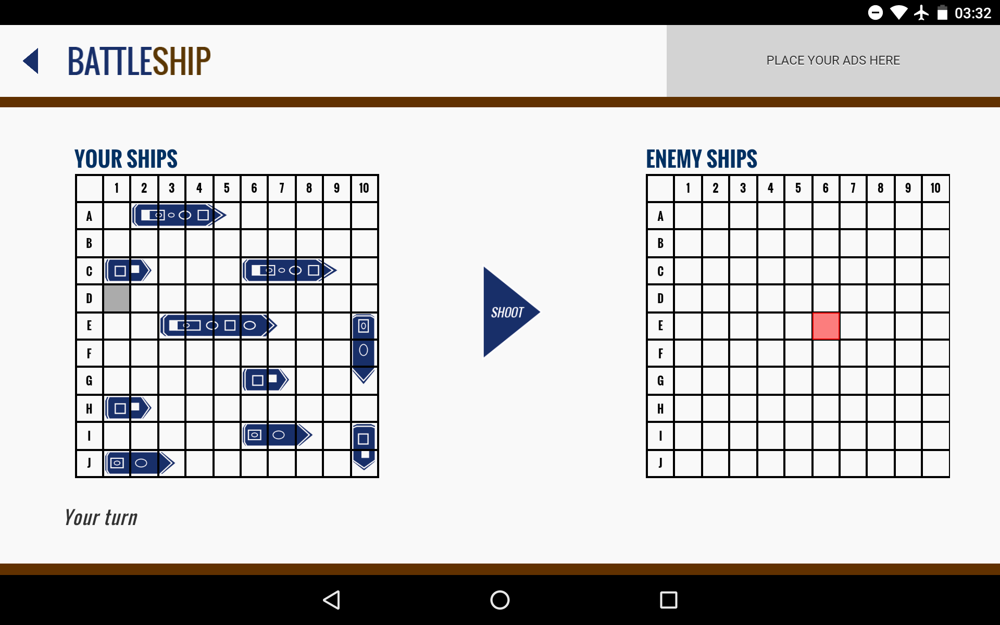 03:32
BATTLESHIP
PLACE YOUR ADS HERE
YOUR SHIPS
1 2 3 4 5 6 7 8 9 10
A
B
C
D
E
F
G
H
I
J
SHOOT
ENEMY SHIPS
1 2 3 4 5 6 7 8 9 10
A
B
C
D
E
F
G
H
I
J
Your turn